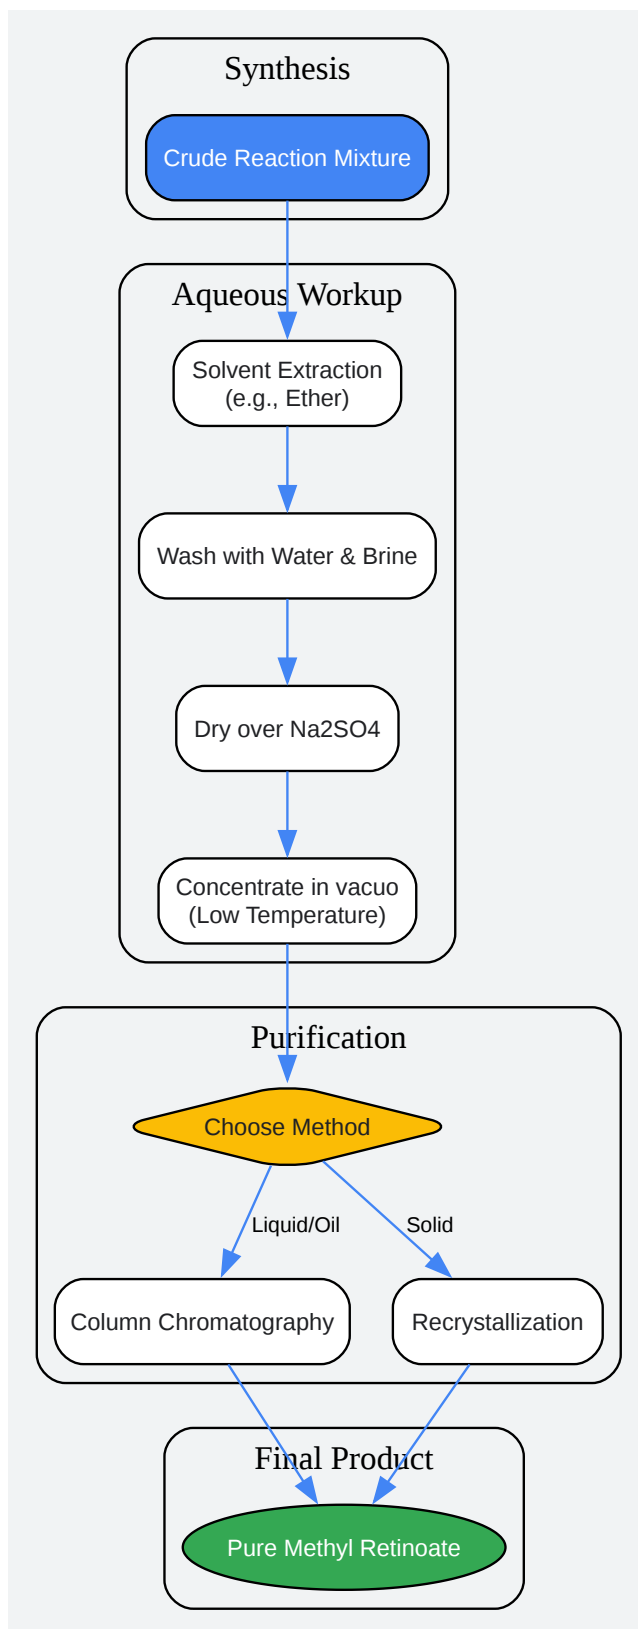 Synthesis
Crude Reaction Mixture
Aqueous Workup
Solvent Extraction
(e.g., Ether)
Wash with Water & Brine
Dry over Na2SO4
Concentrate in vacuo
(Low Temperature)
Purification
Choose Method
Liquid/Oil
Solid
Column Chromatography
Recrystallization
Final Product
Pure Methyl Retinoate